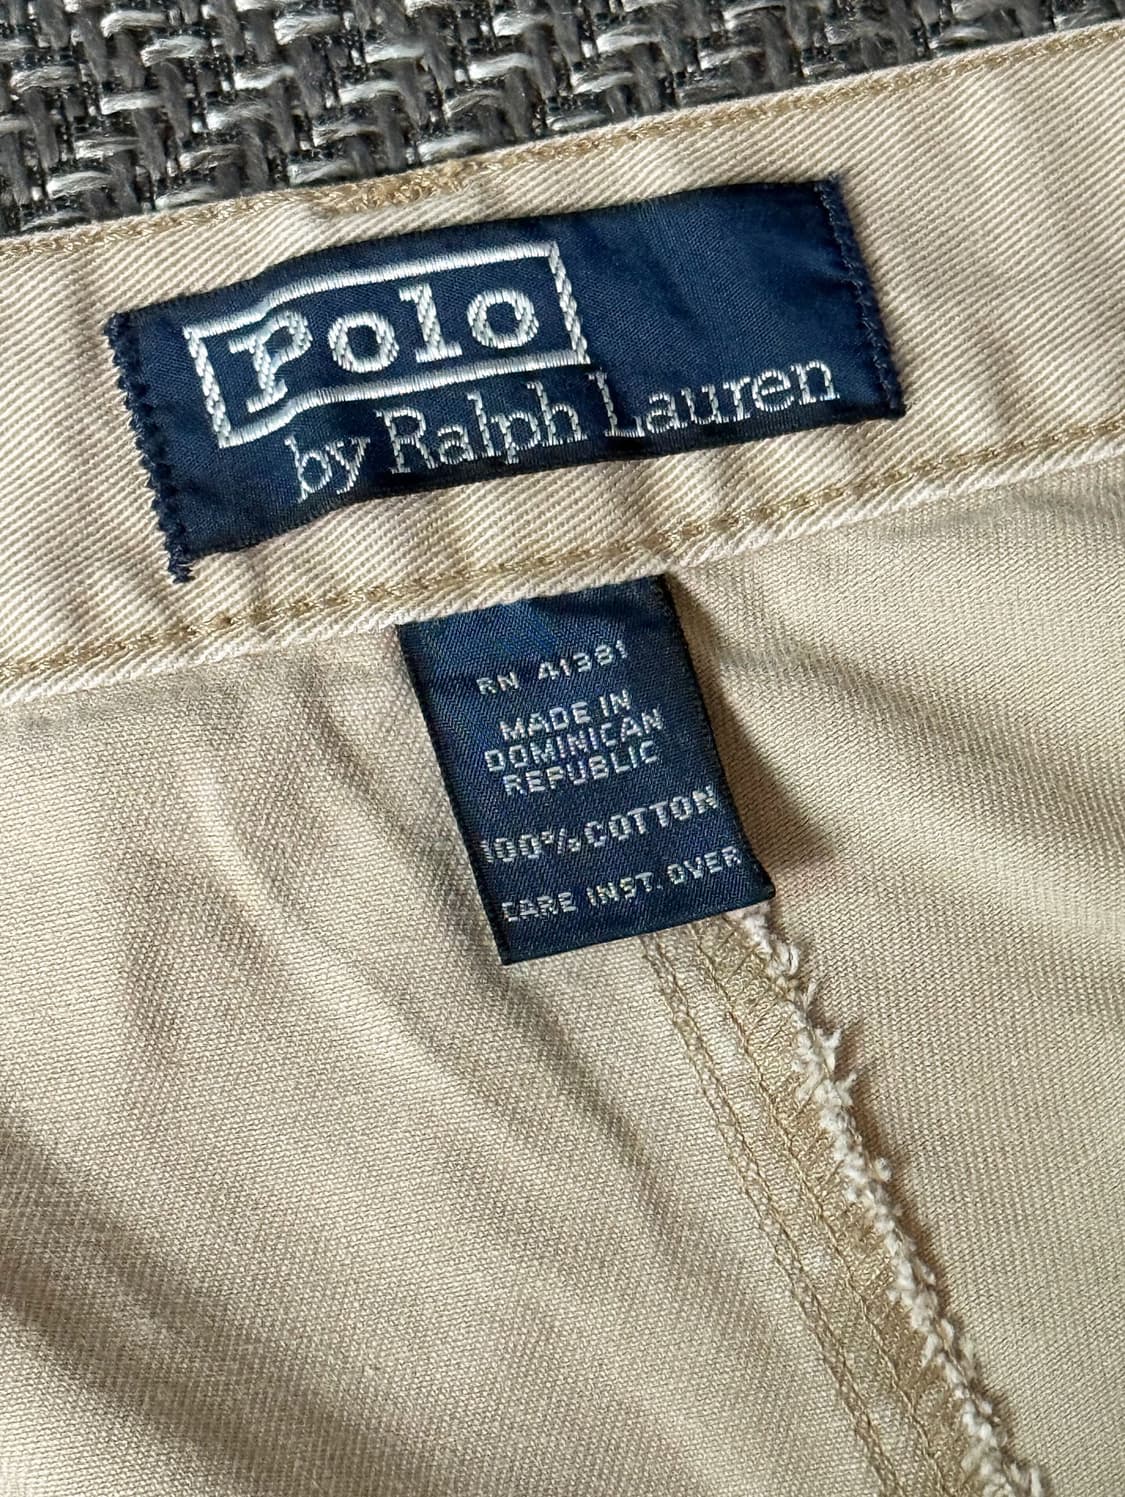 Polo
by Ralph Lauren
RN 41381
MADE IN
DOMINICAN
REPUBLIC
100% COTTON
CARE INST. OVER